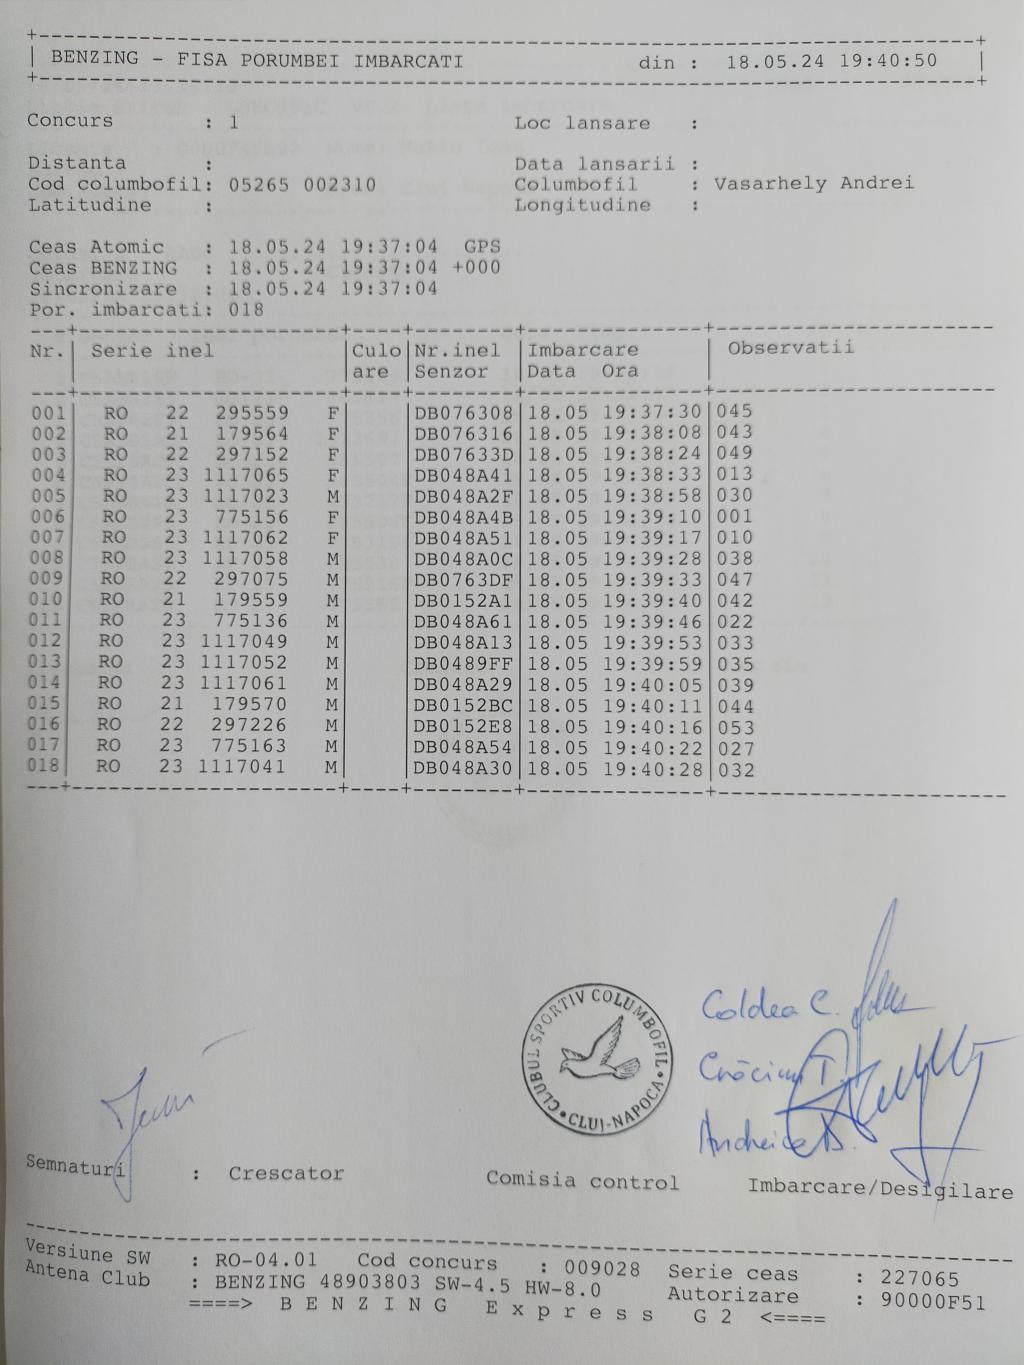 BENZING - FISA PORUMBEI IMBARCATI din : 18.05.24 19:40:50
Concurs : 1 Loc lansare :
Distanta : Data lansarii :
Cod columbofil: 05265 002310 Columbofil : Vasarhely Andrei
Latitudine : Longitudine :
Ceas Atomic : 18.05.24 19:37:04 GPS
Ceas BENZING : 18.05.24 19:37:04 +000
Sincronizare : 18.05.24 19:37:04
Por. imbarcati: 018
Nr. Serie inel Culo Nr.inel Imbarcare Observatii
are Senzor Data Ora
001 RO 22 295559 F DB076308 18.05 19:37:30 045
002 RO 21 179564 F DB076316 18.05 19:38:08 043
003 RO 22 297152 F DB07633D 18.05 19:38:24 049
004 RO 23 1117065 F DB048A41 18.05 19:38:33 013
005 RO 23 1117023 M DB048A2F 18.05 19:38:58 030
006 RO 23 775156 F DB048A4B 18.05 19:39:10 001
007 RO 23 1117062 F DB048A51 18.05 19:39:17 010
008 RO 23 1117058 M DB048A0C 18.05 19:39:28 038
009 RO 22 297075 M DB0763DF 18.05 19:39:33 047
010 RO 21 179559 M DB0152A1 18.05 19:39:40 042
011 RO 23 775136 M DB048A61 18.05 19:39:46 022
012 RO 23 1117049 M DB048A13 18.05 19:39:53 033
013 RO 23 1117052 M DB0489FF 18.05 19:39:59 035
014 RO 23 1117061 M DB048A29 18.05 19:40:05 039
015 RO 21 179570 M DB0152BC 18.05 19:40:11 044
016 RO 22 297226 M DB0152E8 18.05 19:40:16 053
017 RO 23 775163 M DB048A54 18.05 19:40:22 027
018 RO 23 1117041 M DB048A30 18.05 19:40:28 032
CLUBUL SPORTIV COLUMBOFIL • CLUJ-NAPOCA •
Coldea C.
Semnaturi : Crescator Comisia control Imbarcare/Desigilare
Versiune SW : RO-04.01 Cod concurs : 009028 Serie ceas : 227065
Antena Club : BENZING 48903803 SW-4.5 HW-8.0 Autorizare : 90000F51
====> B E N Z I N G E x p r e s s G 2 <====